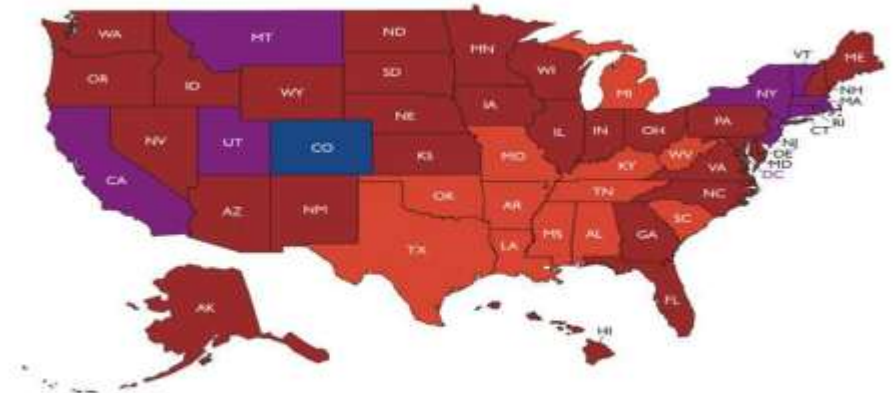 WA
MT
ND
MN
VT
ME
OR
ID
SD
WI
MI
NY
NH
MA
WY
IA
PA
RI
CT
NV
UT
CO
NE
IL
IN
OH
NJ
DE
MD
DC
CA
KS
MO
KY
WV
VA
AZ
NM
OK
AR
TN
NC
SC
TX
LA
MS
AL
GA
AK
HI
FL